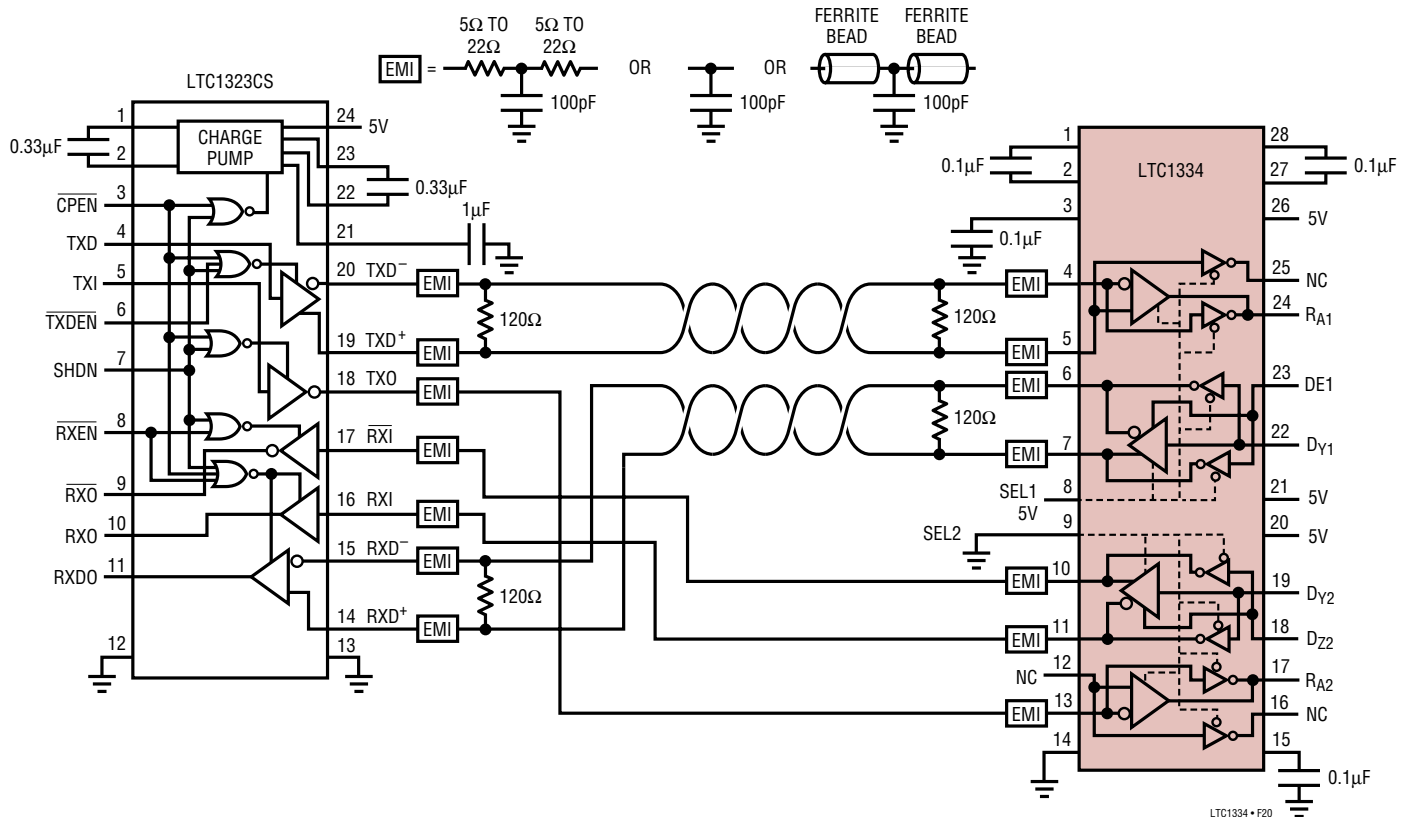 5Ω TO
22Ω
5Ω TO
22Ω
FERRITE
BEAD
FERRITE
BEAD
EMI =
OR
OR
100pF
100pF
100pF
LTC1323CS
CHARGE
PUMP
0.33µF
1
2
3
CPEN
4
TXD
5
TXI
6
TXDEN
7
SHDN
8
RXEN
9
RXO
10
RXO
11
RXDO
12
24
5V
23
22
0.33µF
21
1µF
20
TXD–
EMI
19
TXD+
EMI
18
TXO
EMI
17
RXI
EMI
16
RXI
EMI
15
RXD–
EMI
14
RXD+
EMI
13
120Ω
120Ω
120Ω
120Ω
LTC1334
0.1µF
1
2
3
0.1µF
EMI
4
EMI
5
EMI
6
EMI
7
SEL1
5V
8
SEL2
9
EMI
10
EMI
11
NC
12
EMI
13
14
28
27
0.1µF
26
5V
25
NC
24
RA1
23
DE1
22
DY1
21
5V
20
5V
19
DY2
18
DZ2
17
RA2
16
NC
15
0.1µF
LTC1334 • F20